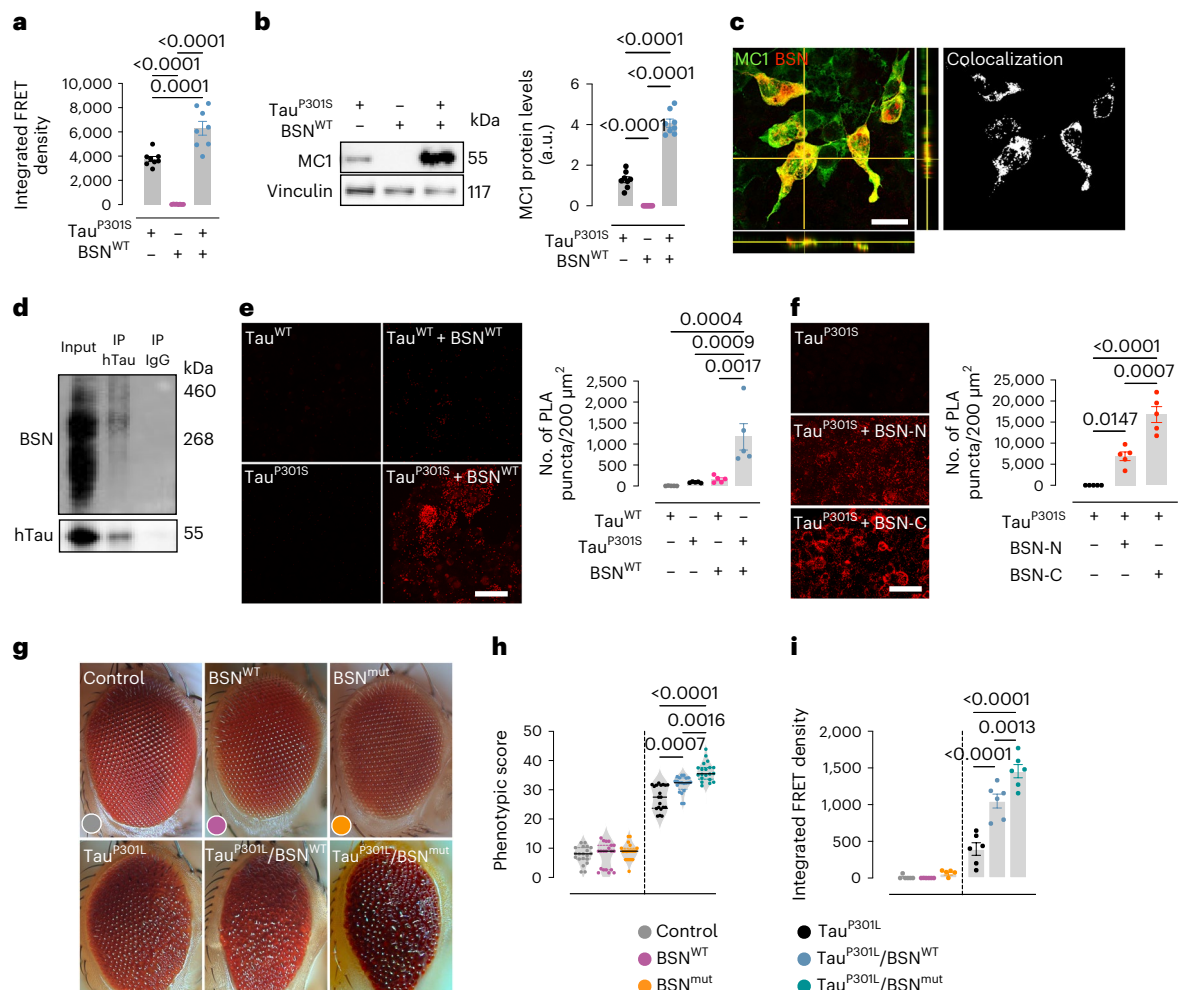 a
<0.0001
<0.0001
0.0001
Integrated FRET density
10,000
8,000
6,000
4,000
2,000
0
Tau^P301S + – +
BSN^WT – + +
b
Tau^P301S + – +
BSN^WT – + +
kDa
MC1 55
Vinculin 117
<0.0001
<0.0001
<0.0001
MC1 protein levels (a.u.)
6
4
2
0
Tau^P301S + – +
BSN^WT – + +
c
MC1 BSN
Colocalization
d
Input IP hTau IP IgG
kDa
460
BSN
268
hTau 55
e
Tau^WT
Tau^WT + BSN^WT
Tau^P301S
Tau^P301S + BSN^WT
0.0004
0.0009
0.0017
No. of PLA puncta/200 µm²
2,500
2,000
1,500
1,000
500
0
Tau^WT + – + –
Tau^P301S – + – +
BSN^WT – – + +
f
Tau^P301S
Tau^P301S + BSN-N
Tau^P301S + BSN-C
<0.0001
0.0007
0.0147
No. of PLA puncta/200 µm²
25,000
20,000
15,000
10,000
5,000
0
Tau^P301S + + +
BSN-N – + –
BSN-C – – +
g
Control
BSN^WT
BSN^mut
Tau^P301L
Tau^P301L/BSN^WT
Tau^P301L/BSN^mut
h
<0.0001
0.0016
0.0007
Phenotypic score
50
40
30
20
10
0
i
<0.0001
0.0013
<0.0001
Integrated FRET density
2,000
1,500
1,000
500
0
Control
BSN^WT
BSN^mut
Tau^P301L
Tau^P301L/BSN^WT
Tau^P301L/BSN^mut